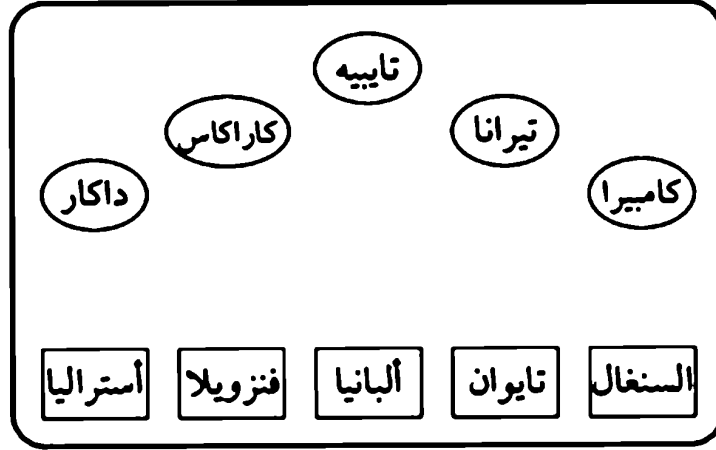 تايبيه
تيرانا
كاراكاس
كامبيرا
داكار
السنغال
تايوان
ألبانيا
فنزويلا
أستراليا